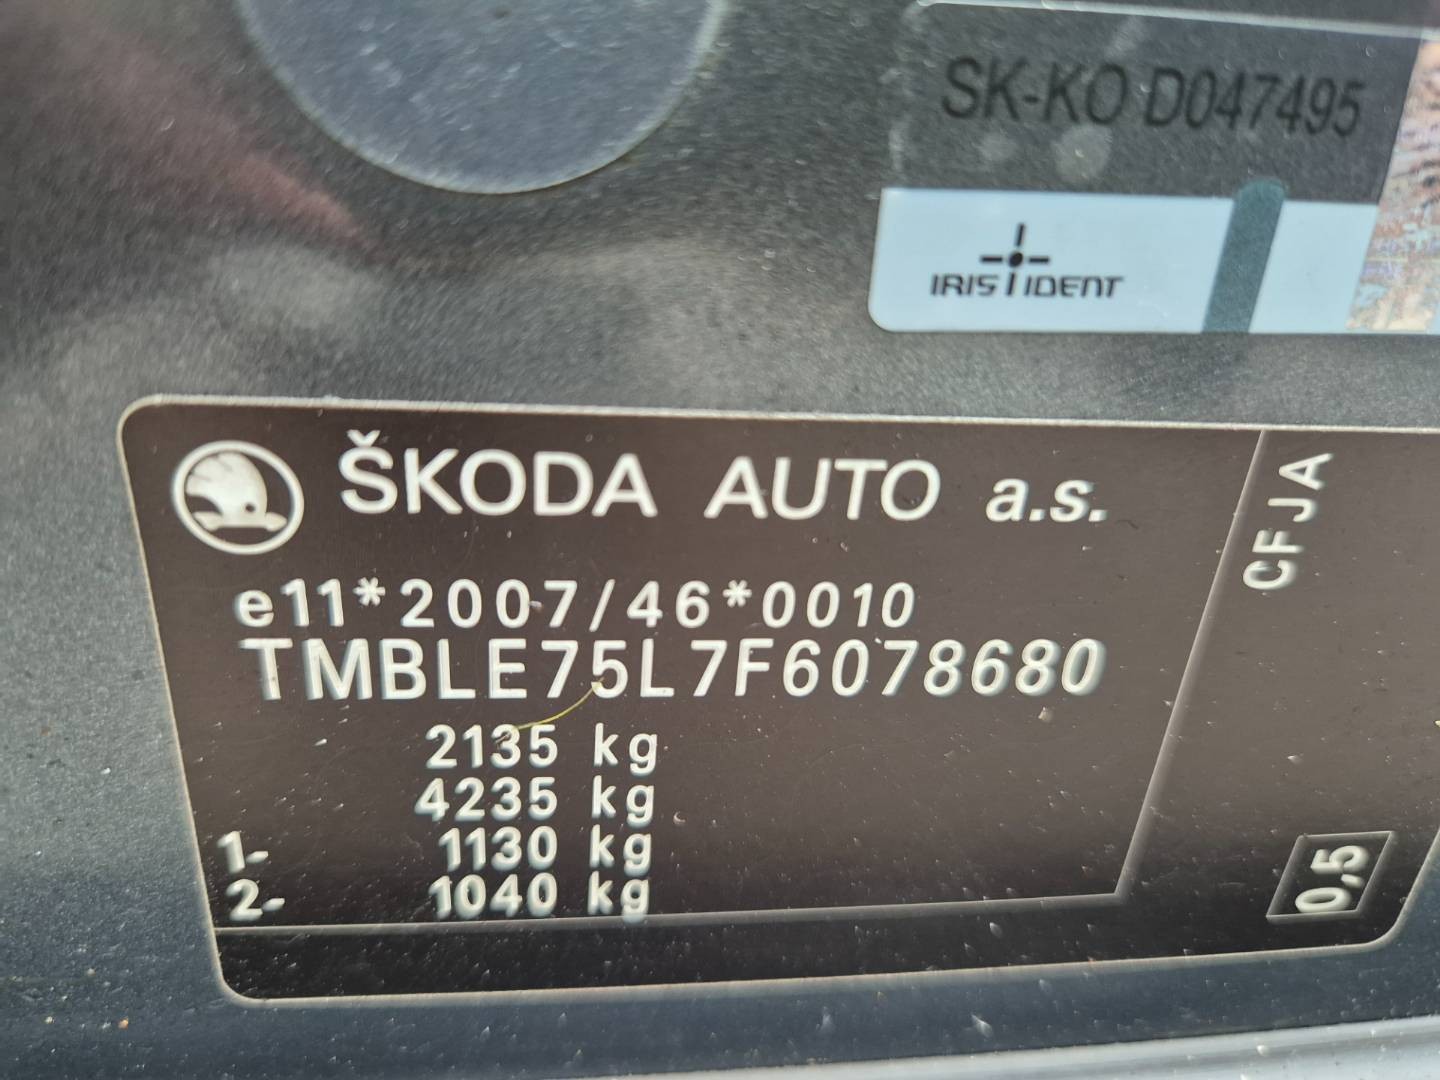 SK-KO D047495
IRIS IDENT
ŠKODA AUTO a.s.
e11*2007/46*0010
TMBLE75L7F6078680
2135 kg
4235 kg
1- 1130 kg
2- 1040 kg
CFJA
0,5